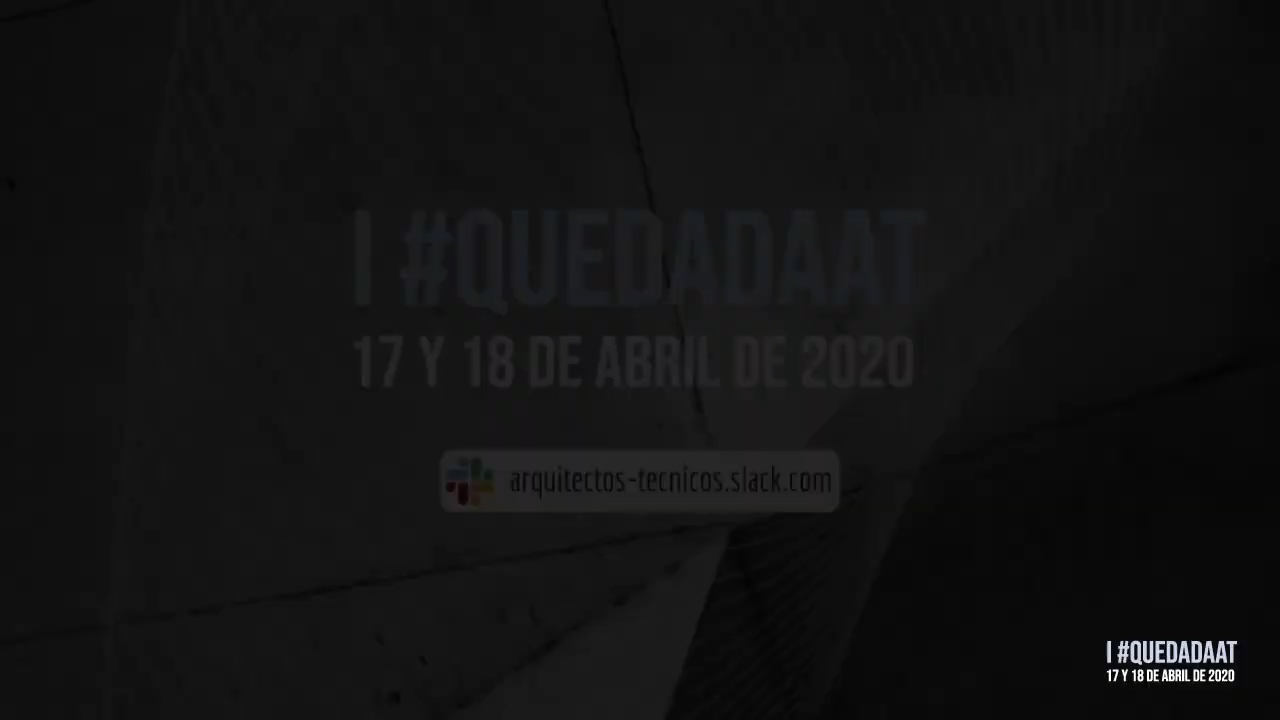 I #QUEDADAAT
17 Y 18 DE ABRIL DE 2020
arquitectos-tecnicos.slack.com
I #QUEDADAAT
17 Y 18 DE ABRIL DE 2020